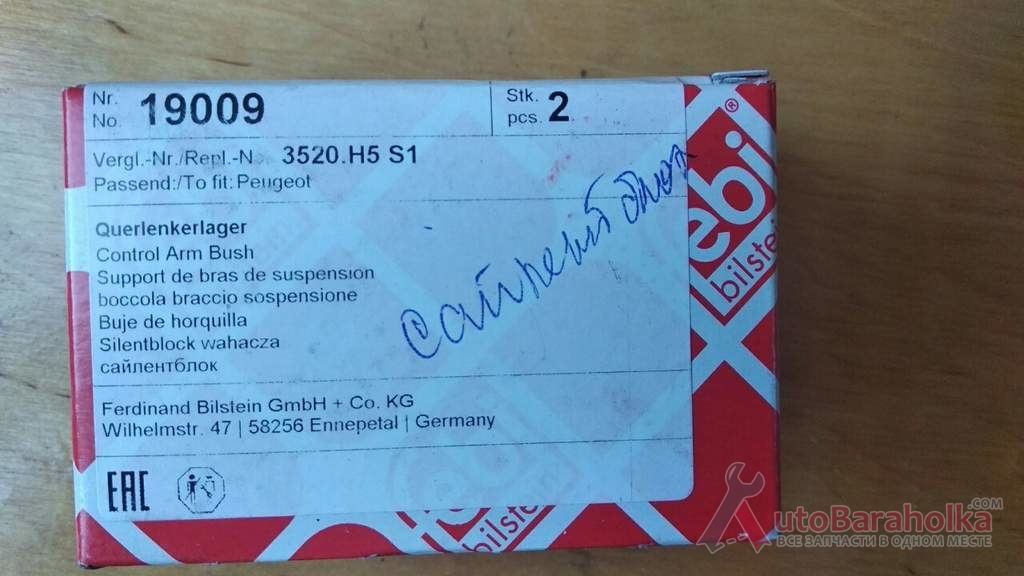 Nr.
No. 19009
Stk.
pcs. 2
Vergl.-Nr./Repl.-No. 3520.H5 S1
Passend:/To fit: Peugeot
Querlenkerlager
Control Arm Bush
Support de bras de suspension
boccola braccio sospensione
Buje de horquilla
Silentblock wahacza
сайлентблок
Ferdinand Bilstein GmbH + Co. KG
Wilhelmstr. 47 | 58256 Ennepetal | Germany
EAC
febi®
bilstein
bilstein
AutoBaraholka.COM
ВСЕ ЗАПЧАСТИ В ОДНОМ МЕСТЕ